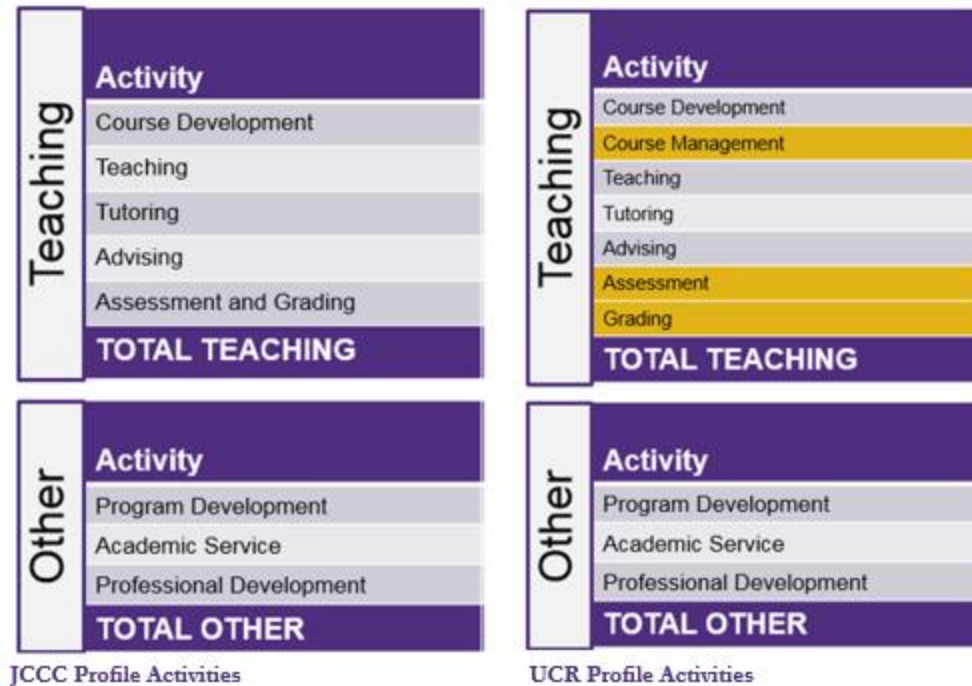 Teaching
Activity
Course Development
Teaching
Tutoring
Advising
Assessment and Grading
TOTAL TEACHING
Other
Activity
Program Development
Academic Service
Professional Development
TOTAL OTHER
JCCC Profile Activities
Teaching
Activity
Course Development
Course Management
Teaching
Tutoring
Advising
Assessment
Grading
TOTAL TEACHING
Other
Activity
Program Development
Academic Service
Professional Development
TOTAL OTHER
UCR Profile Activities